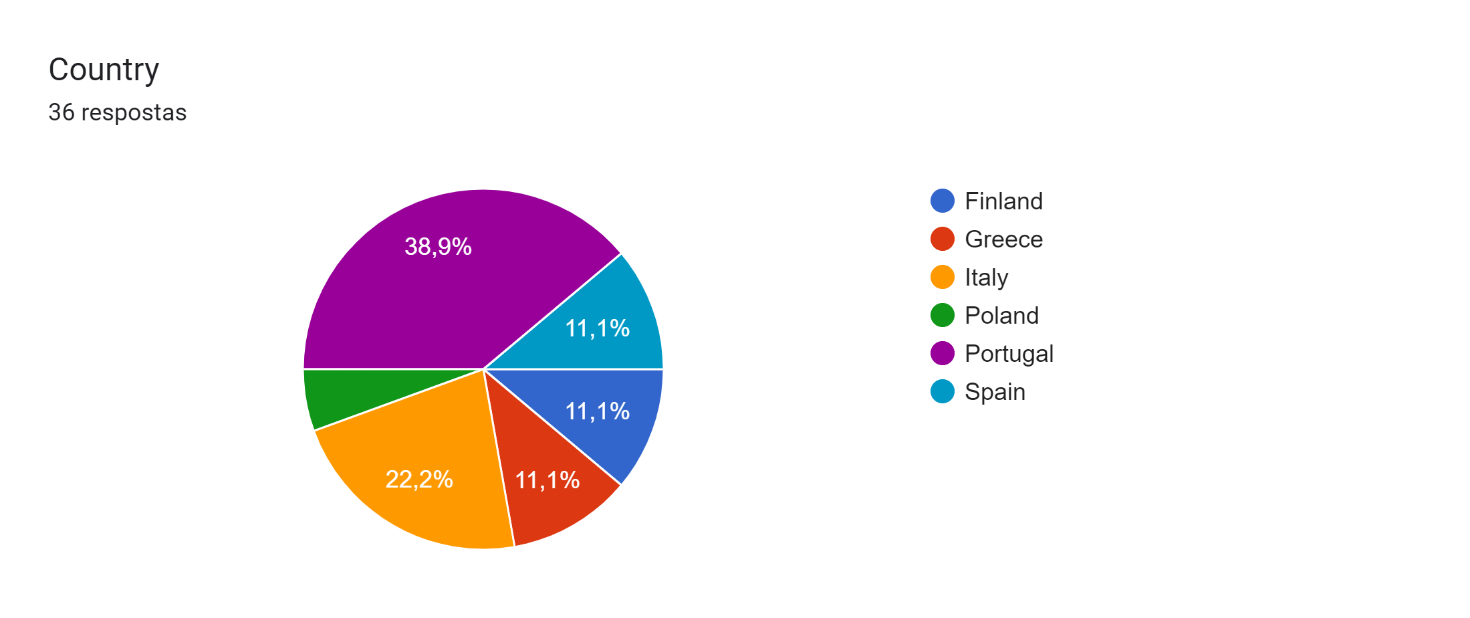 Country
36 respostas
38,9%
11,1%
11,1%
22,2%
11,1%
Finland
Greece
Italy
Poland
Portugal
Spain